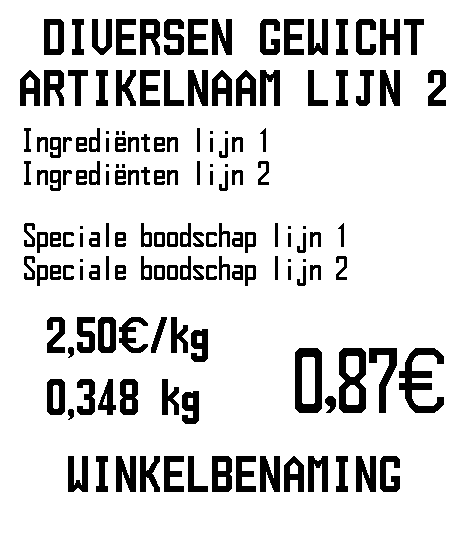 DIVERSEN GEWICHT
ARTIKELNAAM LIJN 2
Ingrediënten lijn 1
Ingrediënten lijn 2
Speciale boodschap lijn 1
Speciale boodschap lijn 2
2,50€/kg
0,348 kg
0,87€
WINKELBENAMING